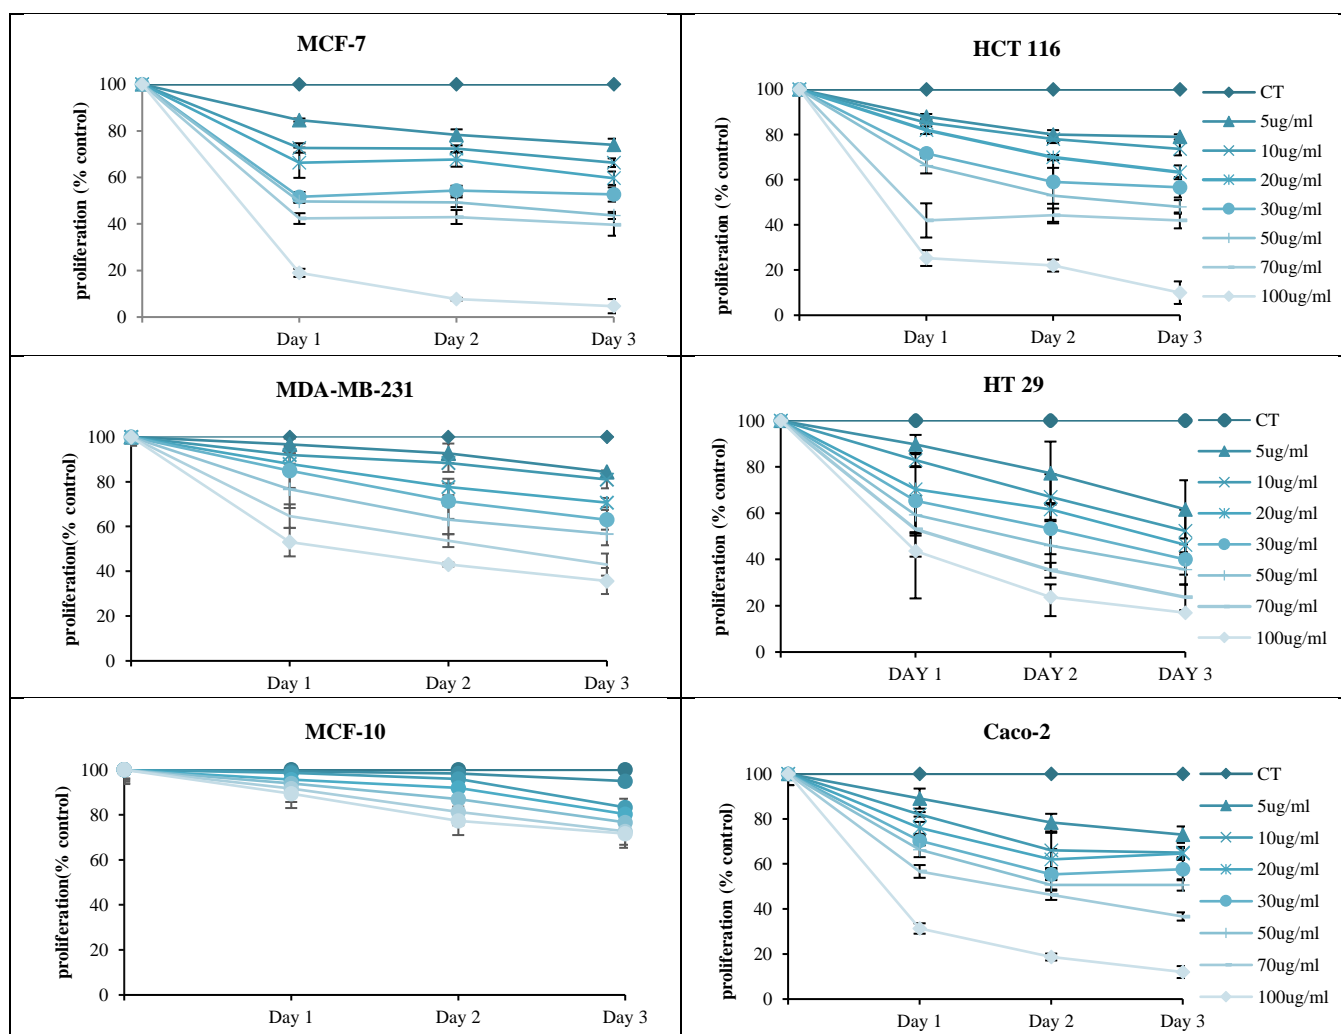 MCF-7
proliferation (% control)
100
80
60
40
20
0
Day 1 Day 2 Day 3
HCT 116
proliferation (% control)
100
80
60
40
20
0
Day 1 Day 2 Day 3
CT
5ug/ml
10ug/ml
20ug/ml
30ug/ml
50ug/ml
70ug/ml
100ug/ml
MDA-MB-231
proliferation(% control)
100
80
60
40
20
0
Day 1 Day 2 Day 3
HT 29
proliferation (% control)
100
80
60
40
20
0
DAY 1 DAY 2 DAY 3
CT
5ug/ml
10ug/ml
20ug/ml
30ug/ml
50ug/ml
70ug/ml
100ug/ml
MCF-10
proliferation(% control)
100
80
60
40
20
0
Day 1 Day 2 Day 3
Caco-2
proliferation (% control)
100
80
60
40
20
0
Day 1 Day 2 Day 3
CT
5ug/ml
10ug/ml
20ug/ml
30ug/ml
50ug/ml
70ug/ml
100ug/ml